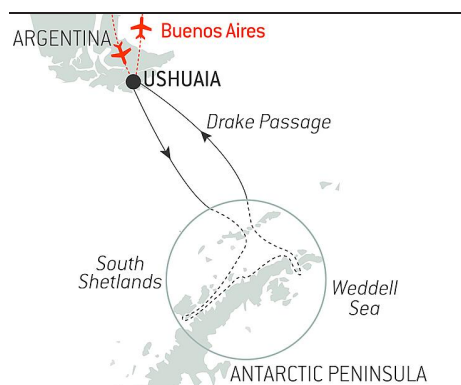 ARGENTINA
Buenos Aires
USHUAIA
Drake Passage
South
Shetlands
Weddell
Sea
ANTARCTIC PENINSULA